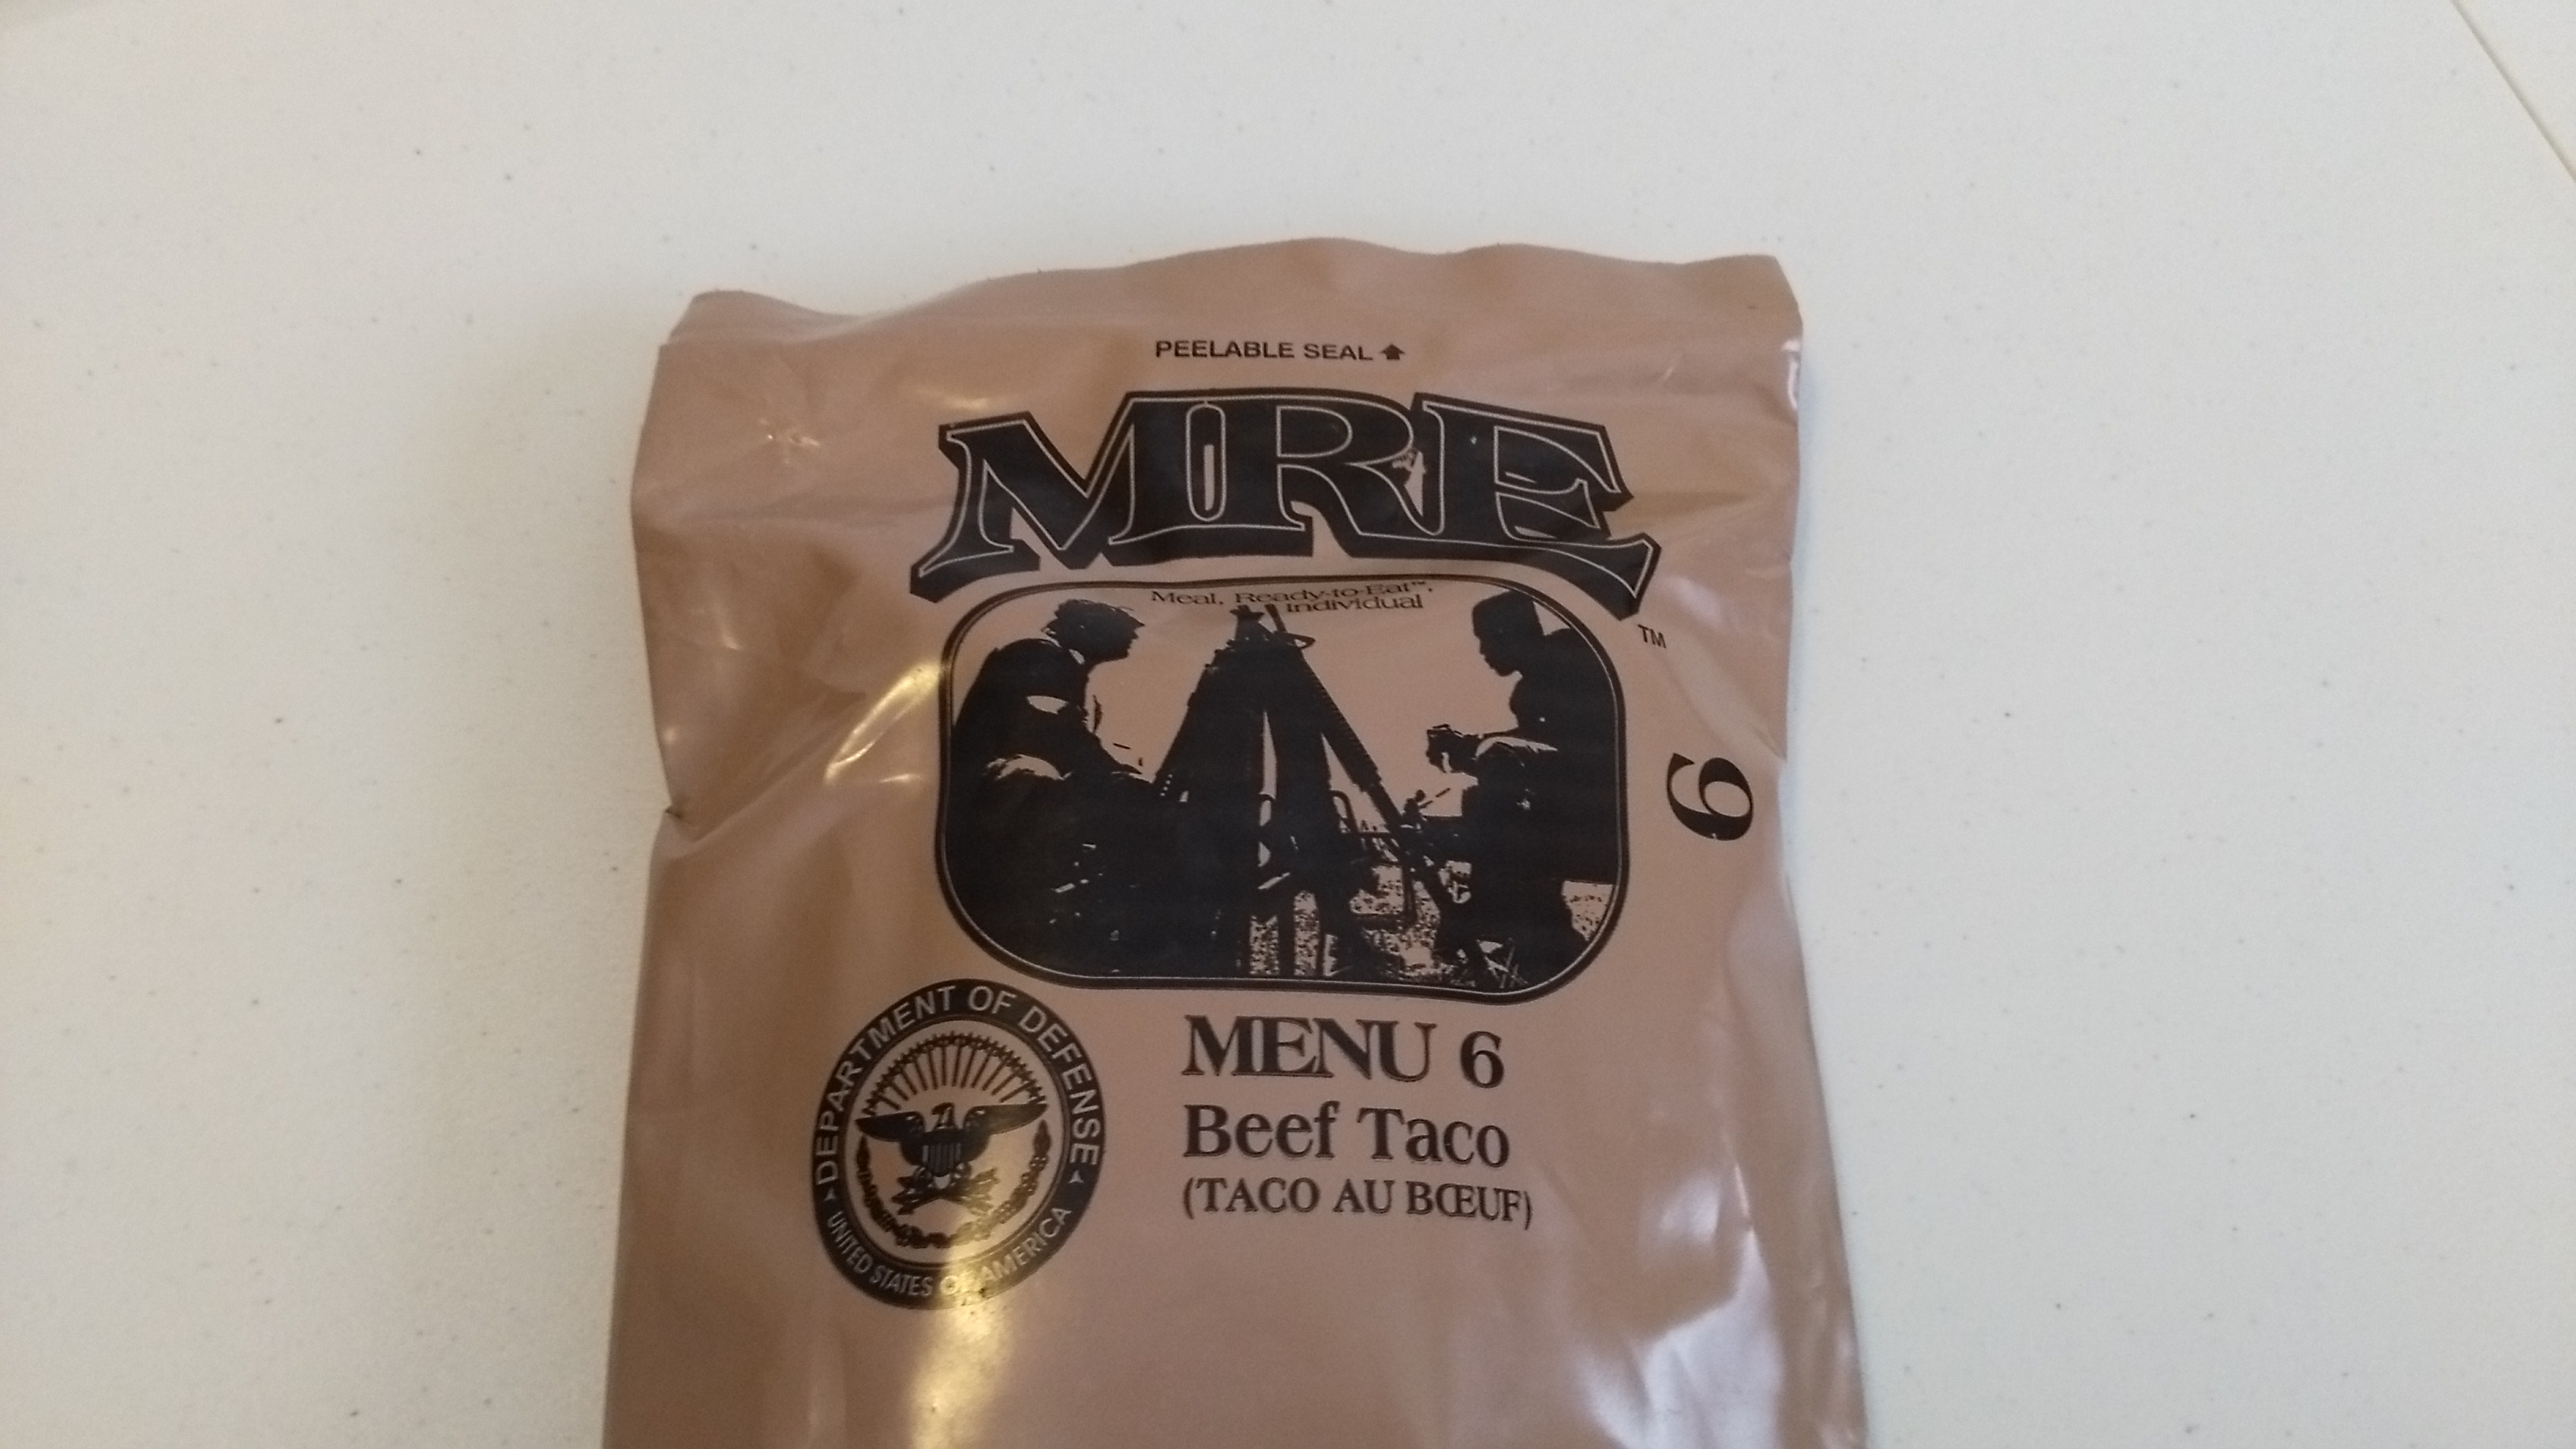 PEELABLE SEAL
MRE
TM
Meal, Ready-to-Eat™,
Individual
6
DEPARTMENT OF DEFENSE
UNITED STATES OF AMERICA
MENU 6
Beef Taco
(TACO AU BŒUF)